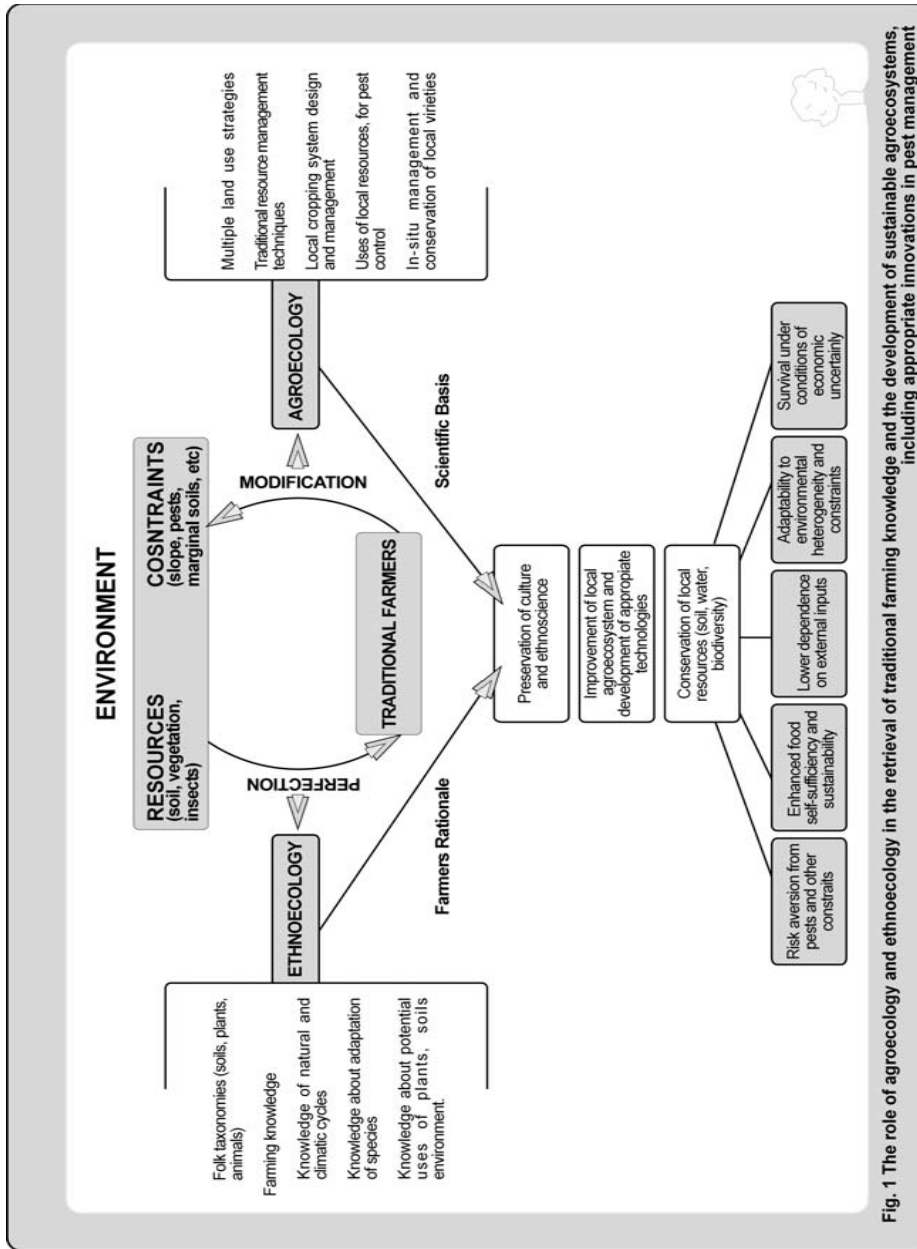 ENVIRONMENT
RESOURCES
(soil, vegetation,
insects)
COSNTRAINTS
(slope, pests,
marginal soils, etc)
PERFECTION
MODIFICATION
TRADITIONAL FARMERS
ETHNOECOLOGY
Folk taxonomies (soils, plants,
animals)
Farming knowledge
Knowledge of natural and
climatic cycles
Knowledge about adaptation
of species
Knowledge about potential
uses of plants, soils
environment.
AGROECOLOGY
Multiple land use strategies
Traditional resource management
techniques
Local cropping system design
and management
Uses of local resources, for pest
control
In-situ management and
conservation of local virieties
Farmers Rationale
Scientific Basis
Preservation of culture
and ethnoscience
Improvement of local
agroecosystem and
development of appropiate
technologies
Conservation of local
resources (soil, water,
biodiversity)
Risk aversion from
pests and other
constraits
Enhanced food
self-sufficiency and
sustainability
Lower dependence
on external inputs
Adaptability to
environmental
heterogeneity and
constraints
Survival under
conditions of
economic
uncertainly
Fig. 1 The role of agroecology and ethnoecology in the retrieval of traditional farming knowledge and the development of sustainable agroecosystems,
including appropriate innovations in pest management